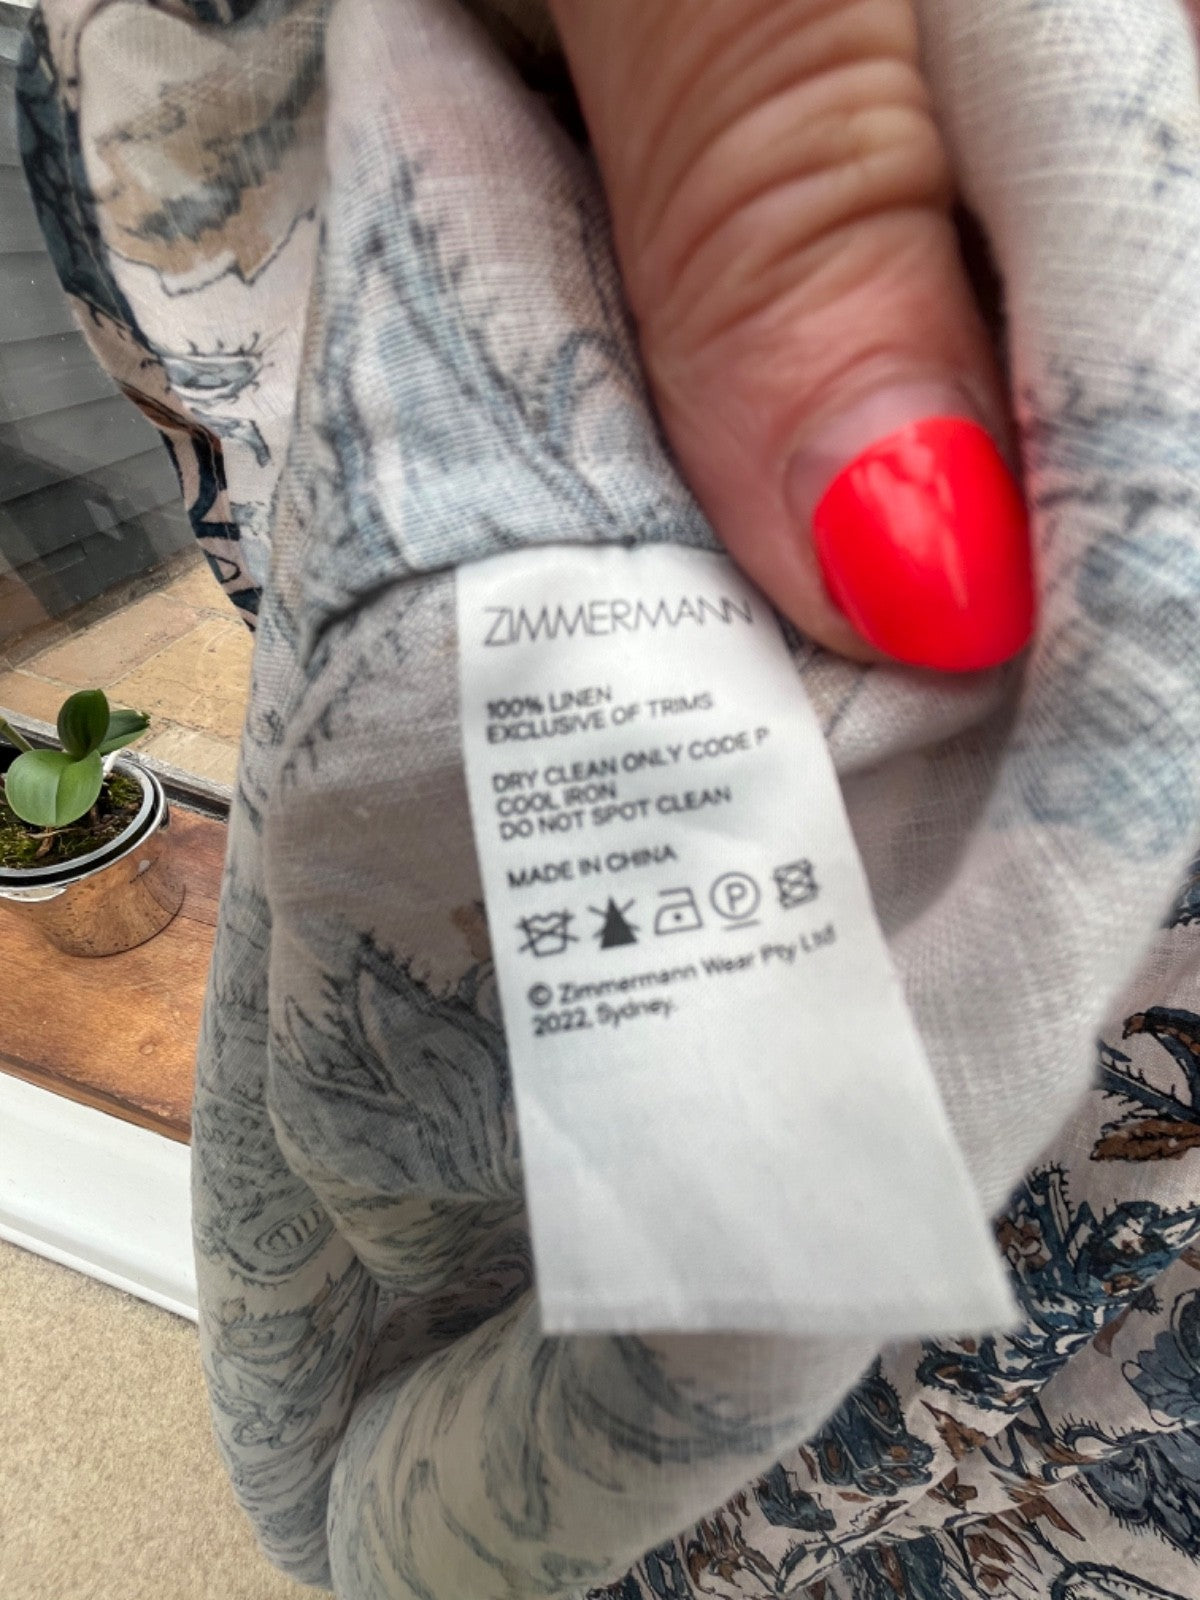 ZIMMERMANN
100% LINEN
EXCLUSIVE OF TRIMS
DRY CLEAN ONLY CODE P
COOL IRON
DO NOT SPOT CLEAN
MADE IN CHINA
P
© Zimmermann Wear Pty Ltd
2022, Sydney.